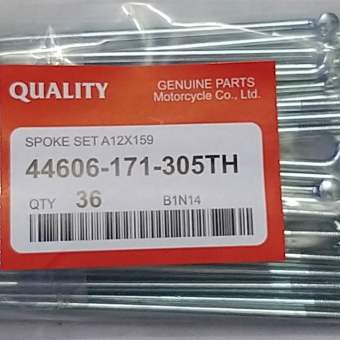 QUALITY
GENUINE PARTS
Motorcycle Co., Ltd.
SPOKE SET A12X159
44606-171-305TH
QTY 36 B1N14